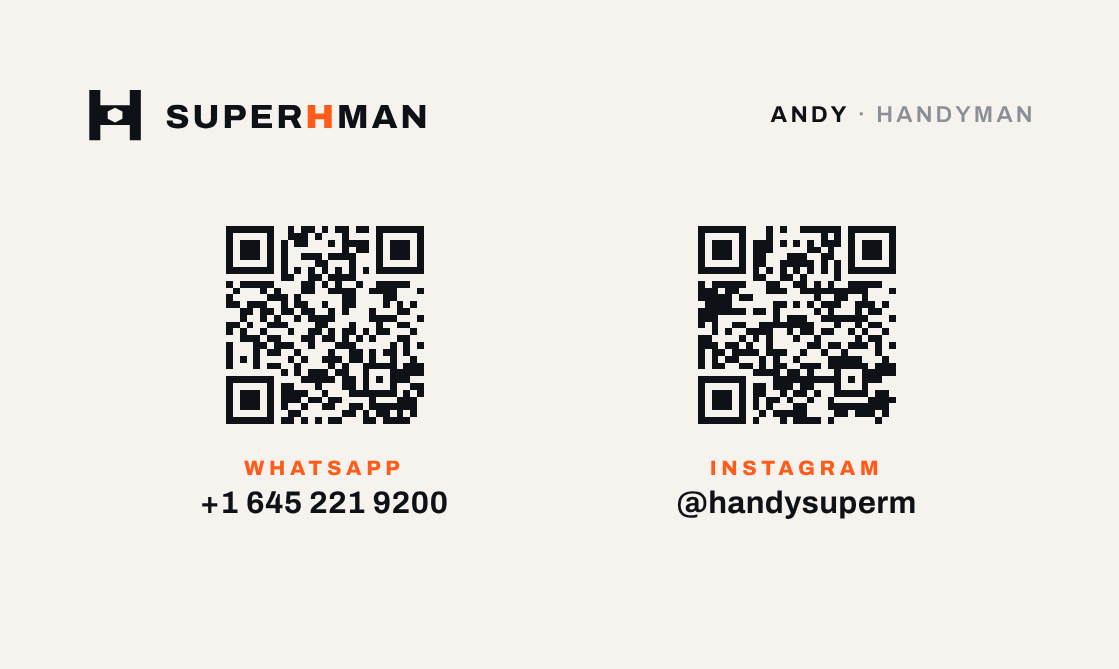 SUPERHMAN
ANDY · HANDYMAN
WHATSAPP
+1 645 221 9200
INSTAGRAM
@handysuperm